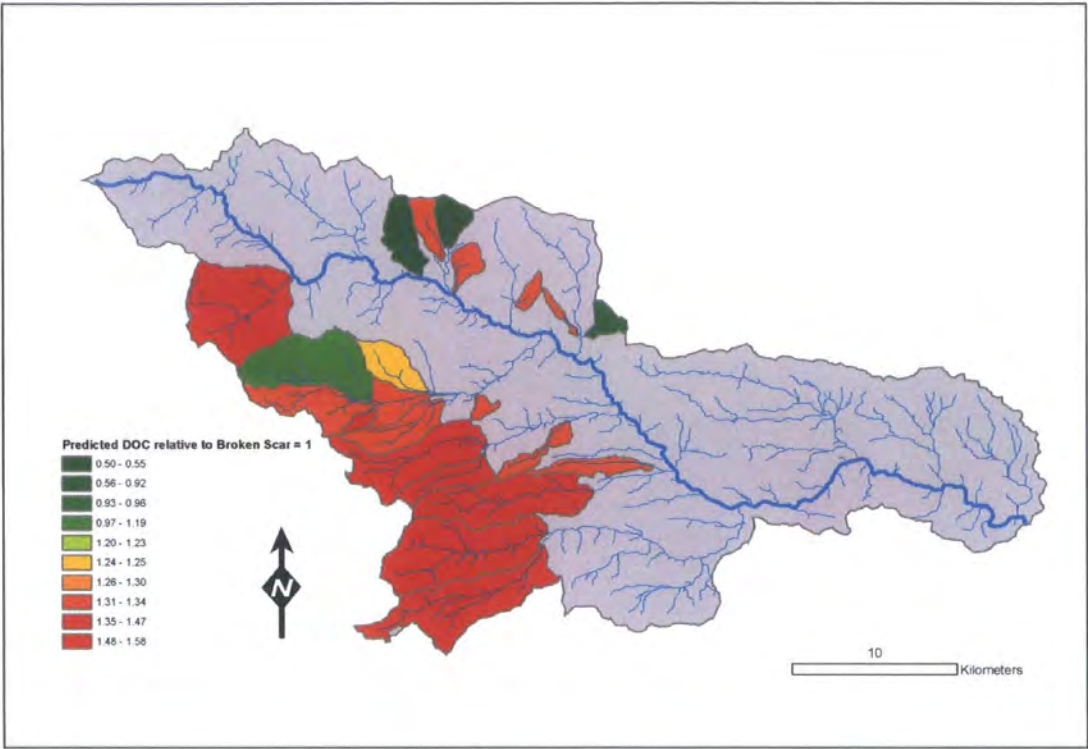 Predicted DOC relative to Broken Scar = 1
0.50 - 0.55
0.56 - 0.92
0.93 - 0.96
0.97 - 1.19
1.20 - 1.23
1.24 - 1.25
1.26 - 1.30
1.31 - 1.34
1.35 - 1.47
1.48 - 1.58
N
10
Kilometers